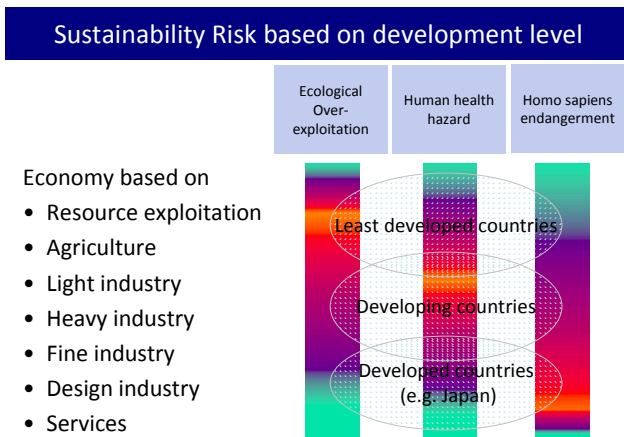 Sustainability Risk based on development level
Ecological
Over-
exploitation
Human health
hazard
Homo sapiens
endangerment
Economy based on
• Resource exploitation
• Agriculture
• Light industry
• Heavy industry
• Fine industry
• Design industry
• Services
Least developed countries
Developing countries
Developed countries
(e.g. Japan)